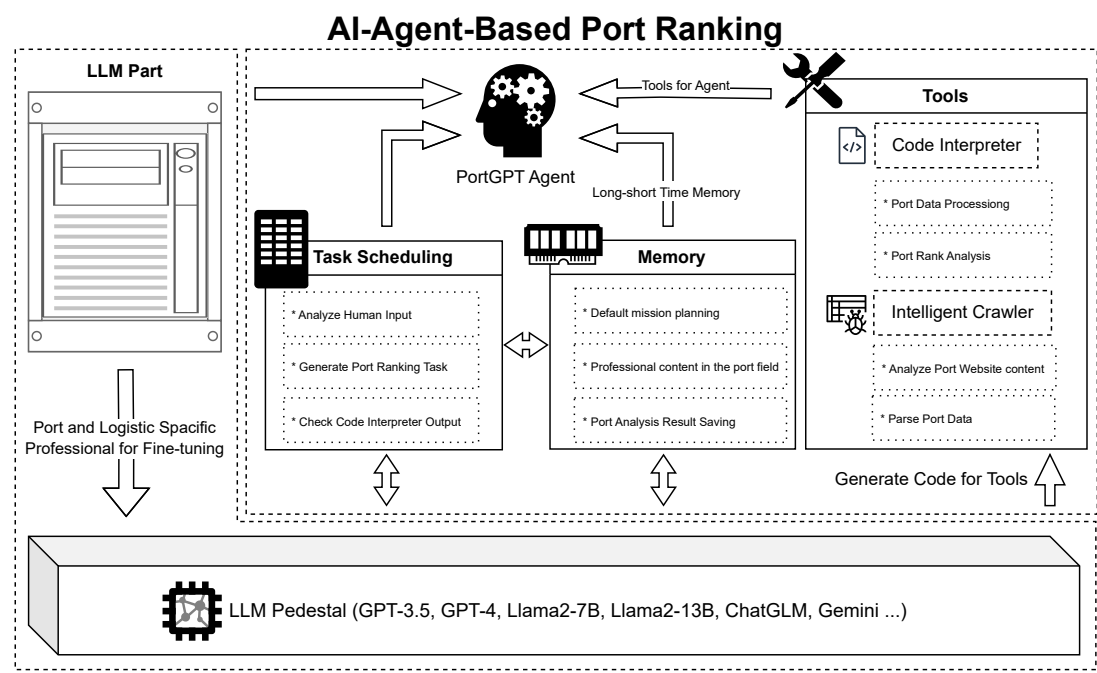 AI-Agent-Based Port Ranking
LLM Part
Port and Logistic Spacific
Professional for Fine-tuning
PortGPT Agent
Tools for Agent
Long-short Time Memory
Task Scheduling
* Analyze Human Input
* Generate Port Ranking Task
* Check Code Interpreter Output
Memory
* Default mission planning
* Professional content in the port field
* Port Analysis Result Saving
Tools
</>
Code Interpreter
* Port Data Processiong
* Port Rank Analysis
Intelligent Crawler
* Analyze Port Website content
* Parse Port Data
Generate Code for Tools
LLM Pedestal (GPT-3.5, GPT-4, Llama2-7B, Llama2-13B, ChatGLM, Gemini ...)